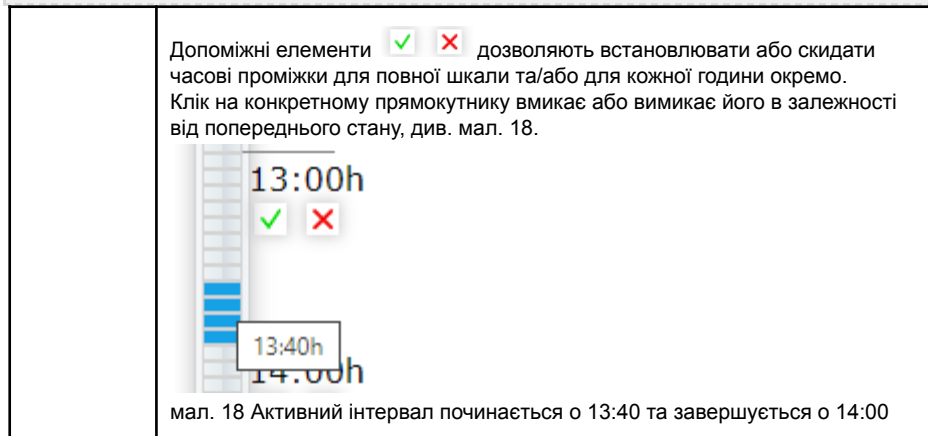 Допоміжні елементи дозволяють встановлювати або скидати
часові проміжки для повної шкали та/або для кожної години окремо.
Клік на конкретному прямокутнику вмикає або вимикає його в залежності
від попереднього стану, див. мал. 18.
13:00h
13:40h
14:00h
мал. 18 Активний інтервал починається о 13:40 та завершується о 14:00